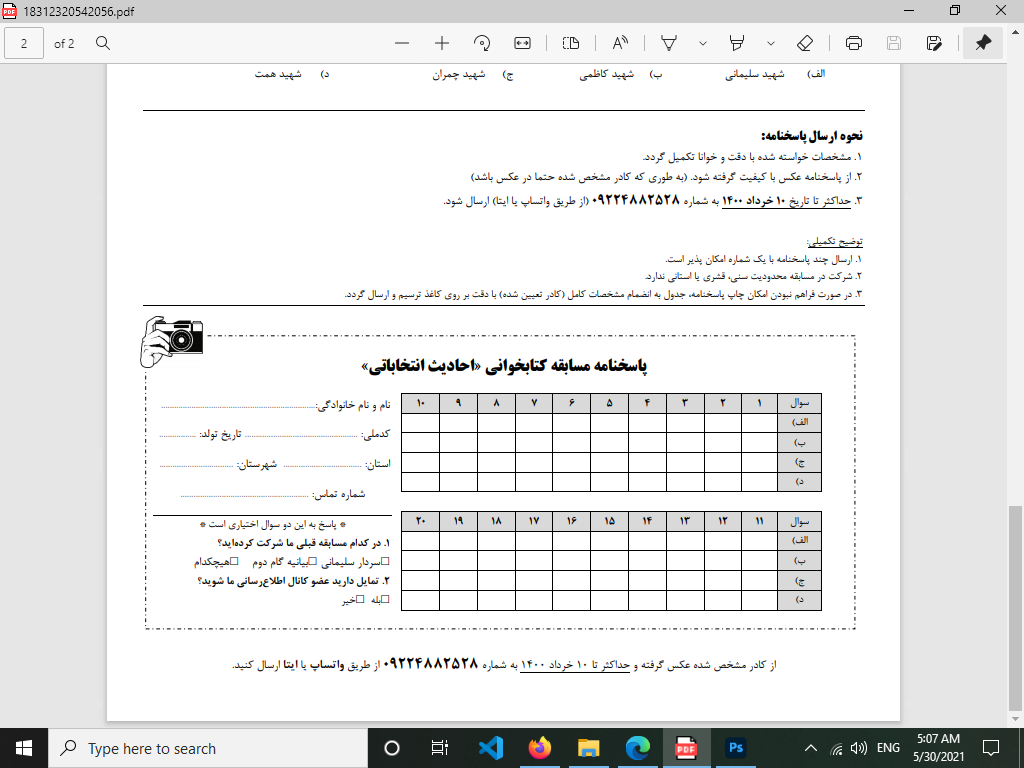 18312320542056.pdf
2 of 2
الف) شهید سلیمانی ب) شهید کاظمی ج) شهید چمران د) شهید همت
نحوه ارسال پاسخنامه:
۱. مشخصات خواسته شده با دقت و خوانا تکمیل گردد.
۲. از پاسخنامه عکس با کیفیت گرفته شود. (به طوری که کادر مشخص شده حتما در عکس باشد)
۳. حداکثر تا تاریخ ۱۰ خرداد ۱۴۰۰ به شماره ۰۹۲۲۴۸۸۲۵۲۸ (از طریق واتساپ یا ایتا) ارسال شود.
توضیح تکمیلی:
۱. ارسال چند پاسخنامه با یک شماره امکان پذیر است.
۲. شرکت در مسابقه محدودیت سنی، قشری یا استانی ندارد.
۳. در صورت فراهم نبودن امکان چاپ پاسخنامه، جدول به انضمام مشخصات کامل (کادر تعیین شده) با دقت بر روی کاغذ ترسیم و ارسال گردد.
پاسخنامه مسابقه کتابخوانی «احادیث انتخاباتی»
سوال ۱ ۲ ۳ ۴ ۵ ۶ ۷ ۸ ۹ ۱۰
الف)
ب)
ج)
د)
سوال ۱۱ ۱۲ ۱۳ ۱۴ ۱۵ ۱۶ ۱۷ ۱۸ ۱۹ ۲۰
الف)
ب)
ج)
د)
نام و نام خانوادگی:
کدملی: تاریخ تولد:
استان: شهرستان:
شماره تماس:
* پاسخ به این دو سوال اختیاری است *
۱. در کدام مسابقه قبلی ما شرکت کرده‌اید؟
□سردار سلیمانی □بیانیه گام دوم □هیچکدام
۲. تمایل دارید عضو کانال اطلاع‌رسانی ما شوید؟
□بله □خیر
از کادر مشخص شده عکس گرفته و حداکثر تا ۱۰ خرداد ۱۴۰۰ به شماره ۰۹۲۲۴۸۸۲۵۲۸ از طریق واتساپ یا ایتا ارسال کنید.
Type here to search
PDF
Ps
ENG
5:07 AM
5/30/2021